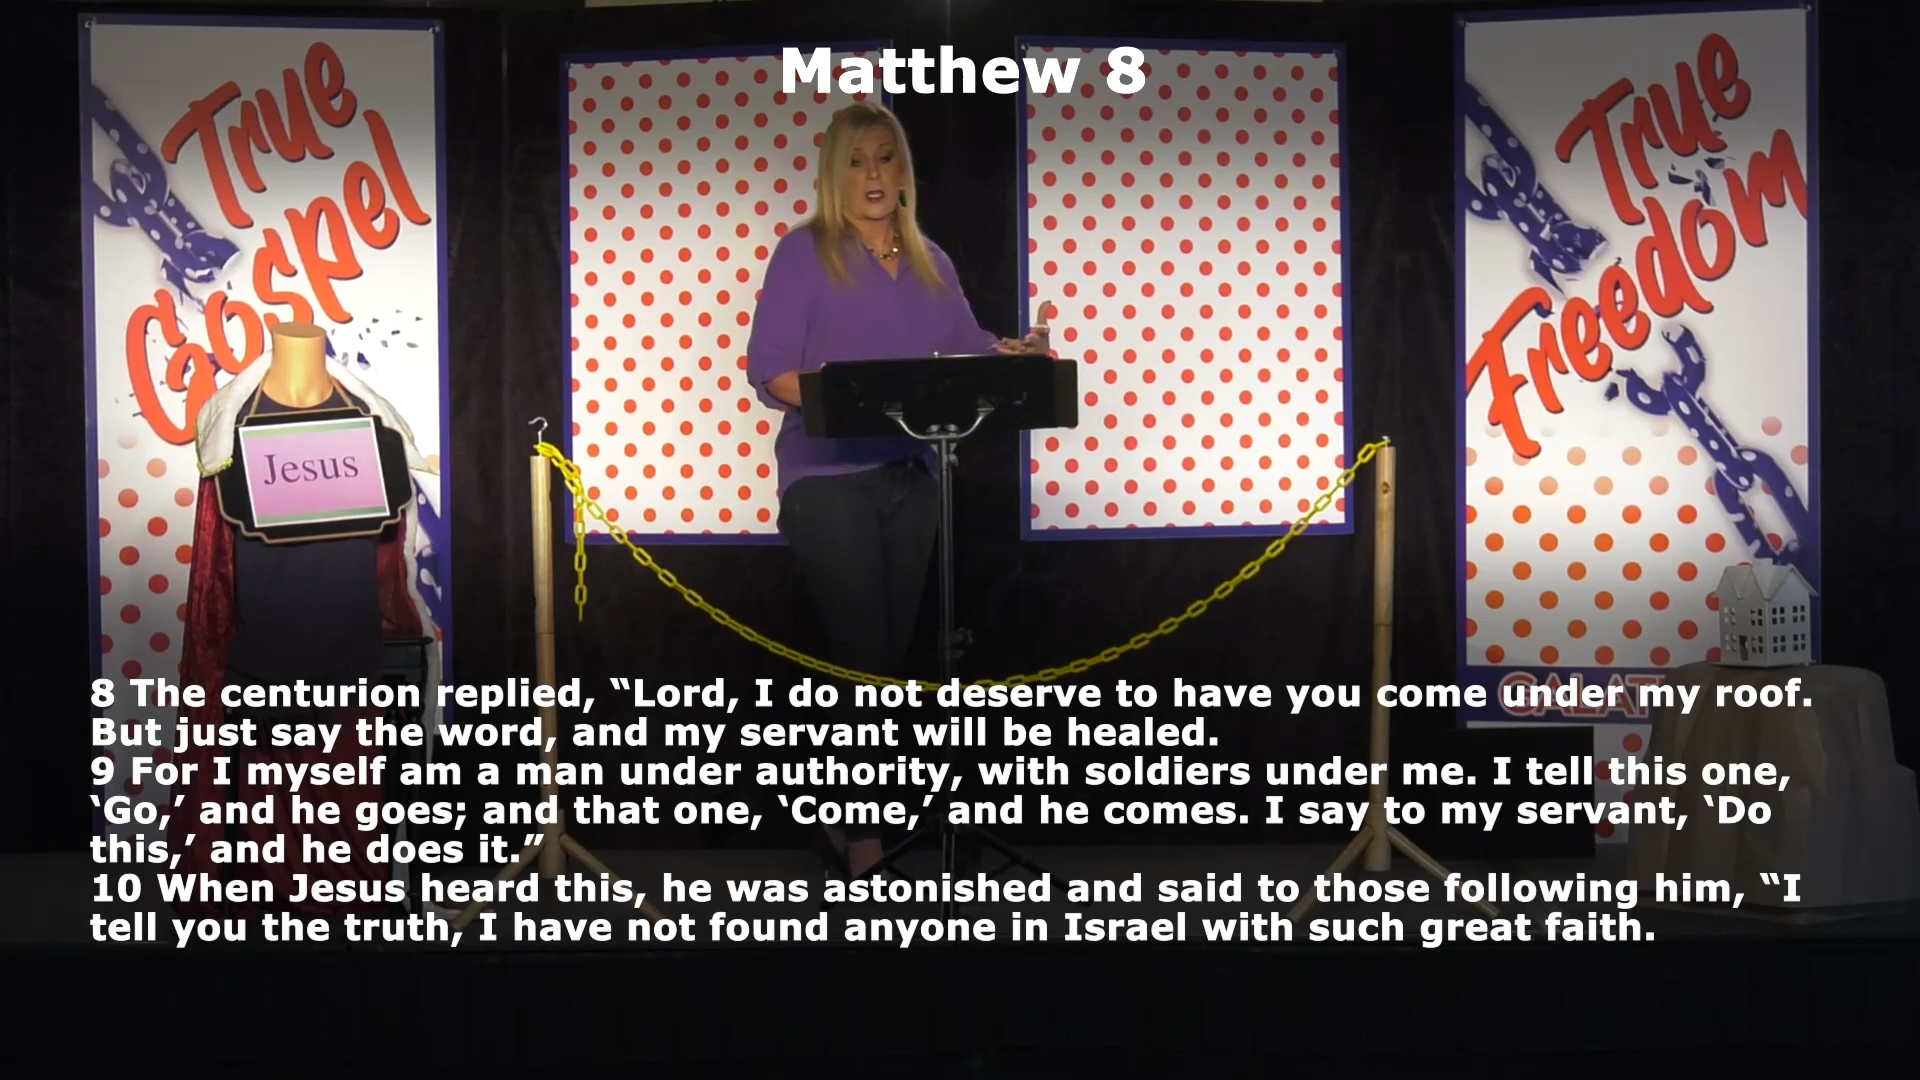 Matthew 8
True
Gospel
True
Freedom
Jesus
8 The centurion replied, “Lord, I do not deserve to have you come under my roof.
But just say the word, and my servant will be healed.
9 For I myself am a man under authority, with soldiers under me. I tell this one,
‘Go,’ and he goes; and that one, ‘Come,’ and he comes. I say to my servant, ‘Do
this,’ and he does it.”
10 When Jesus heard this, he was astonished and said to those following him, “I
tell you the truth, I have not found anyone in Israel with such great faith.